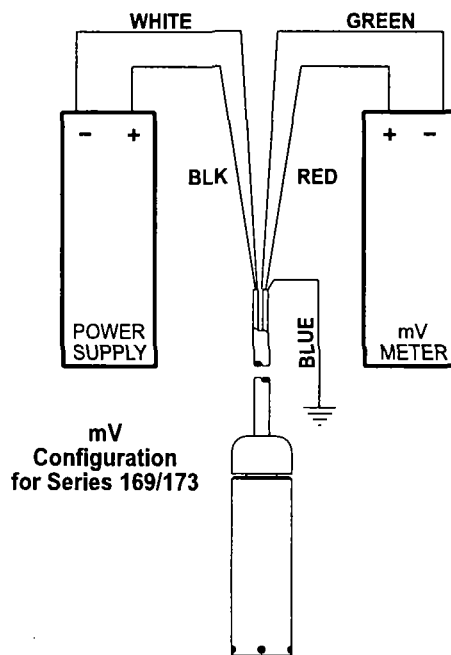 WHITE
GREEN
- +
+ -
BLK
RED
POWER
SUPPLY
BLUE
mV
METER
mV
Configuration
for Series 169/173